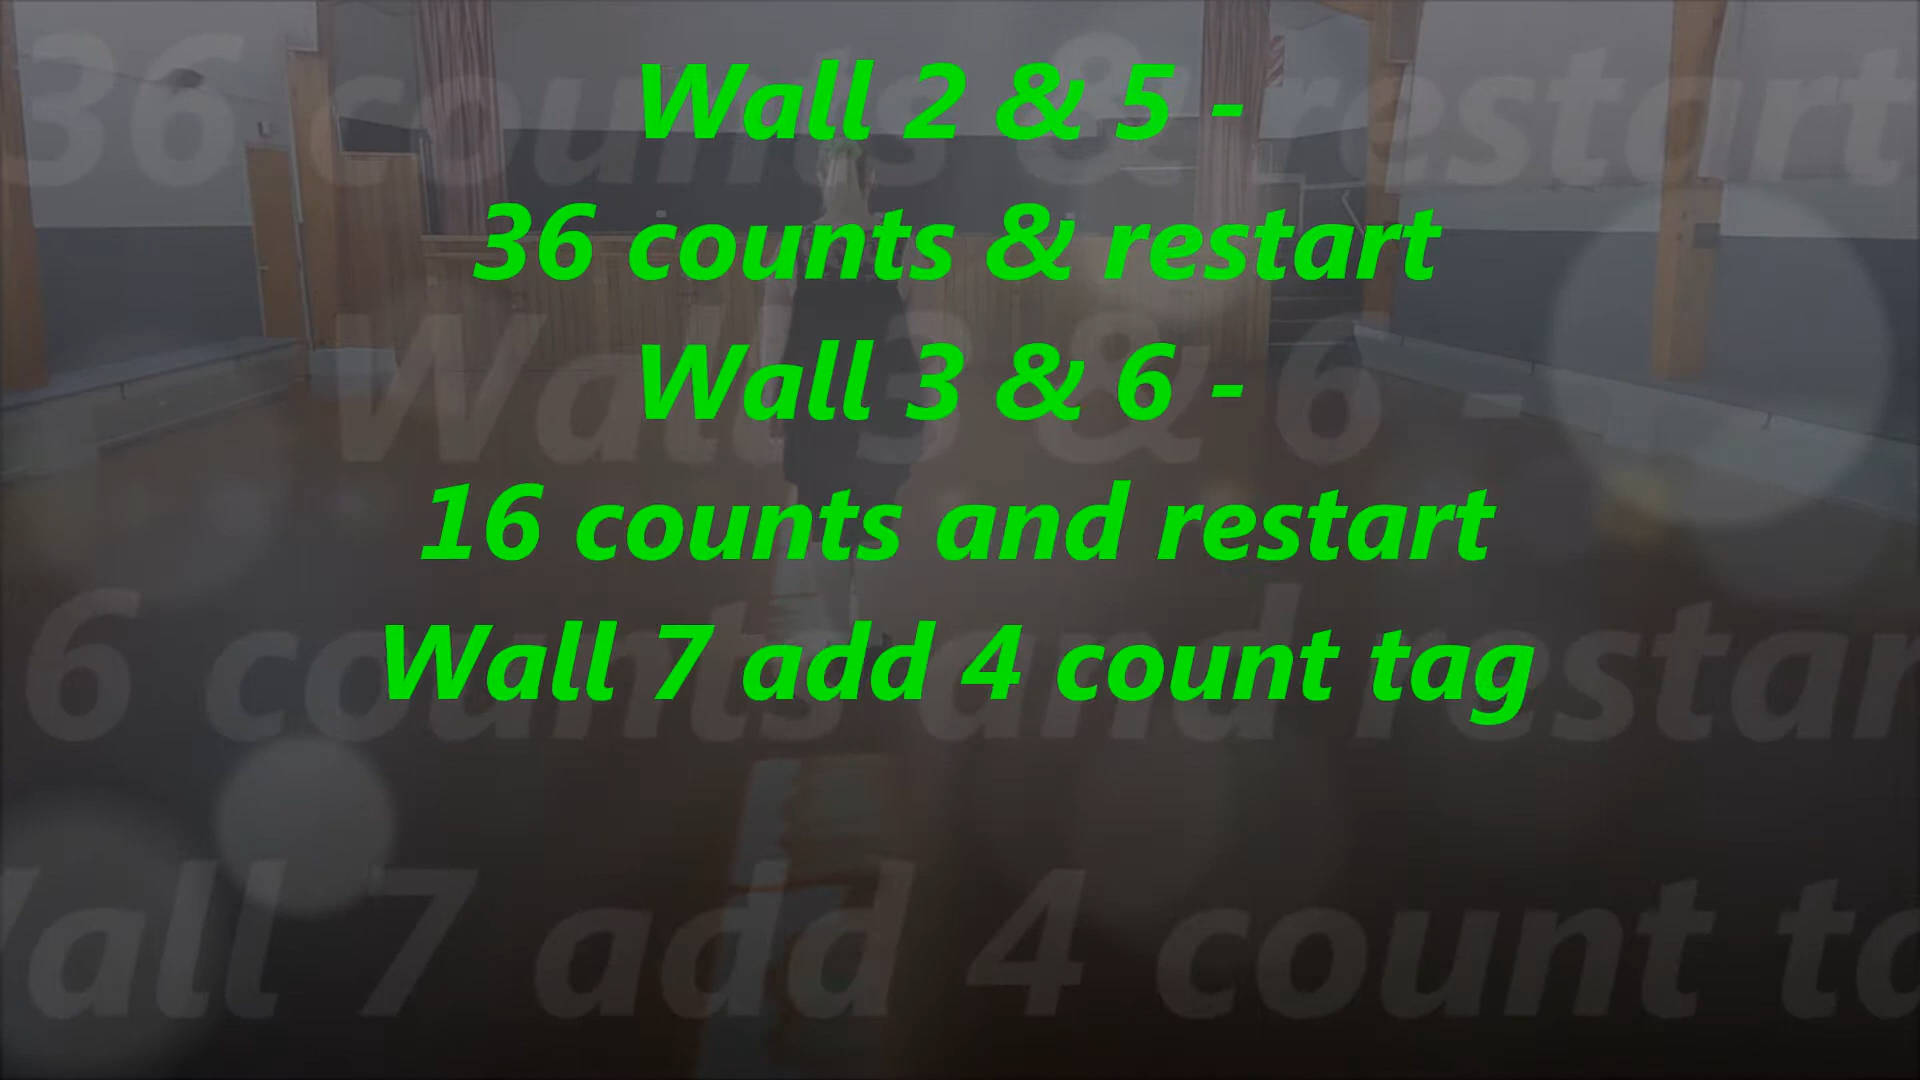 Wall 2 & 5 -
36 counts & restart
Wall 3 & 6 -
16 counts and restart
Wall 7 add 4 count tag